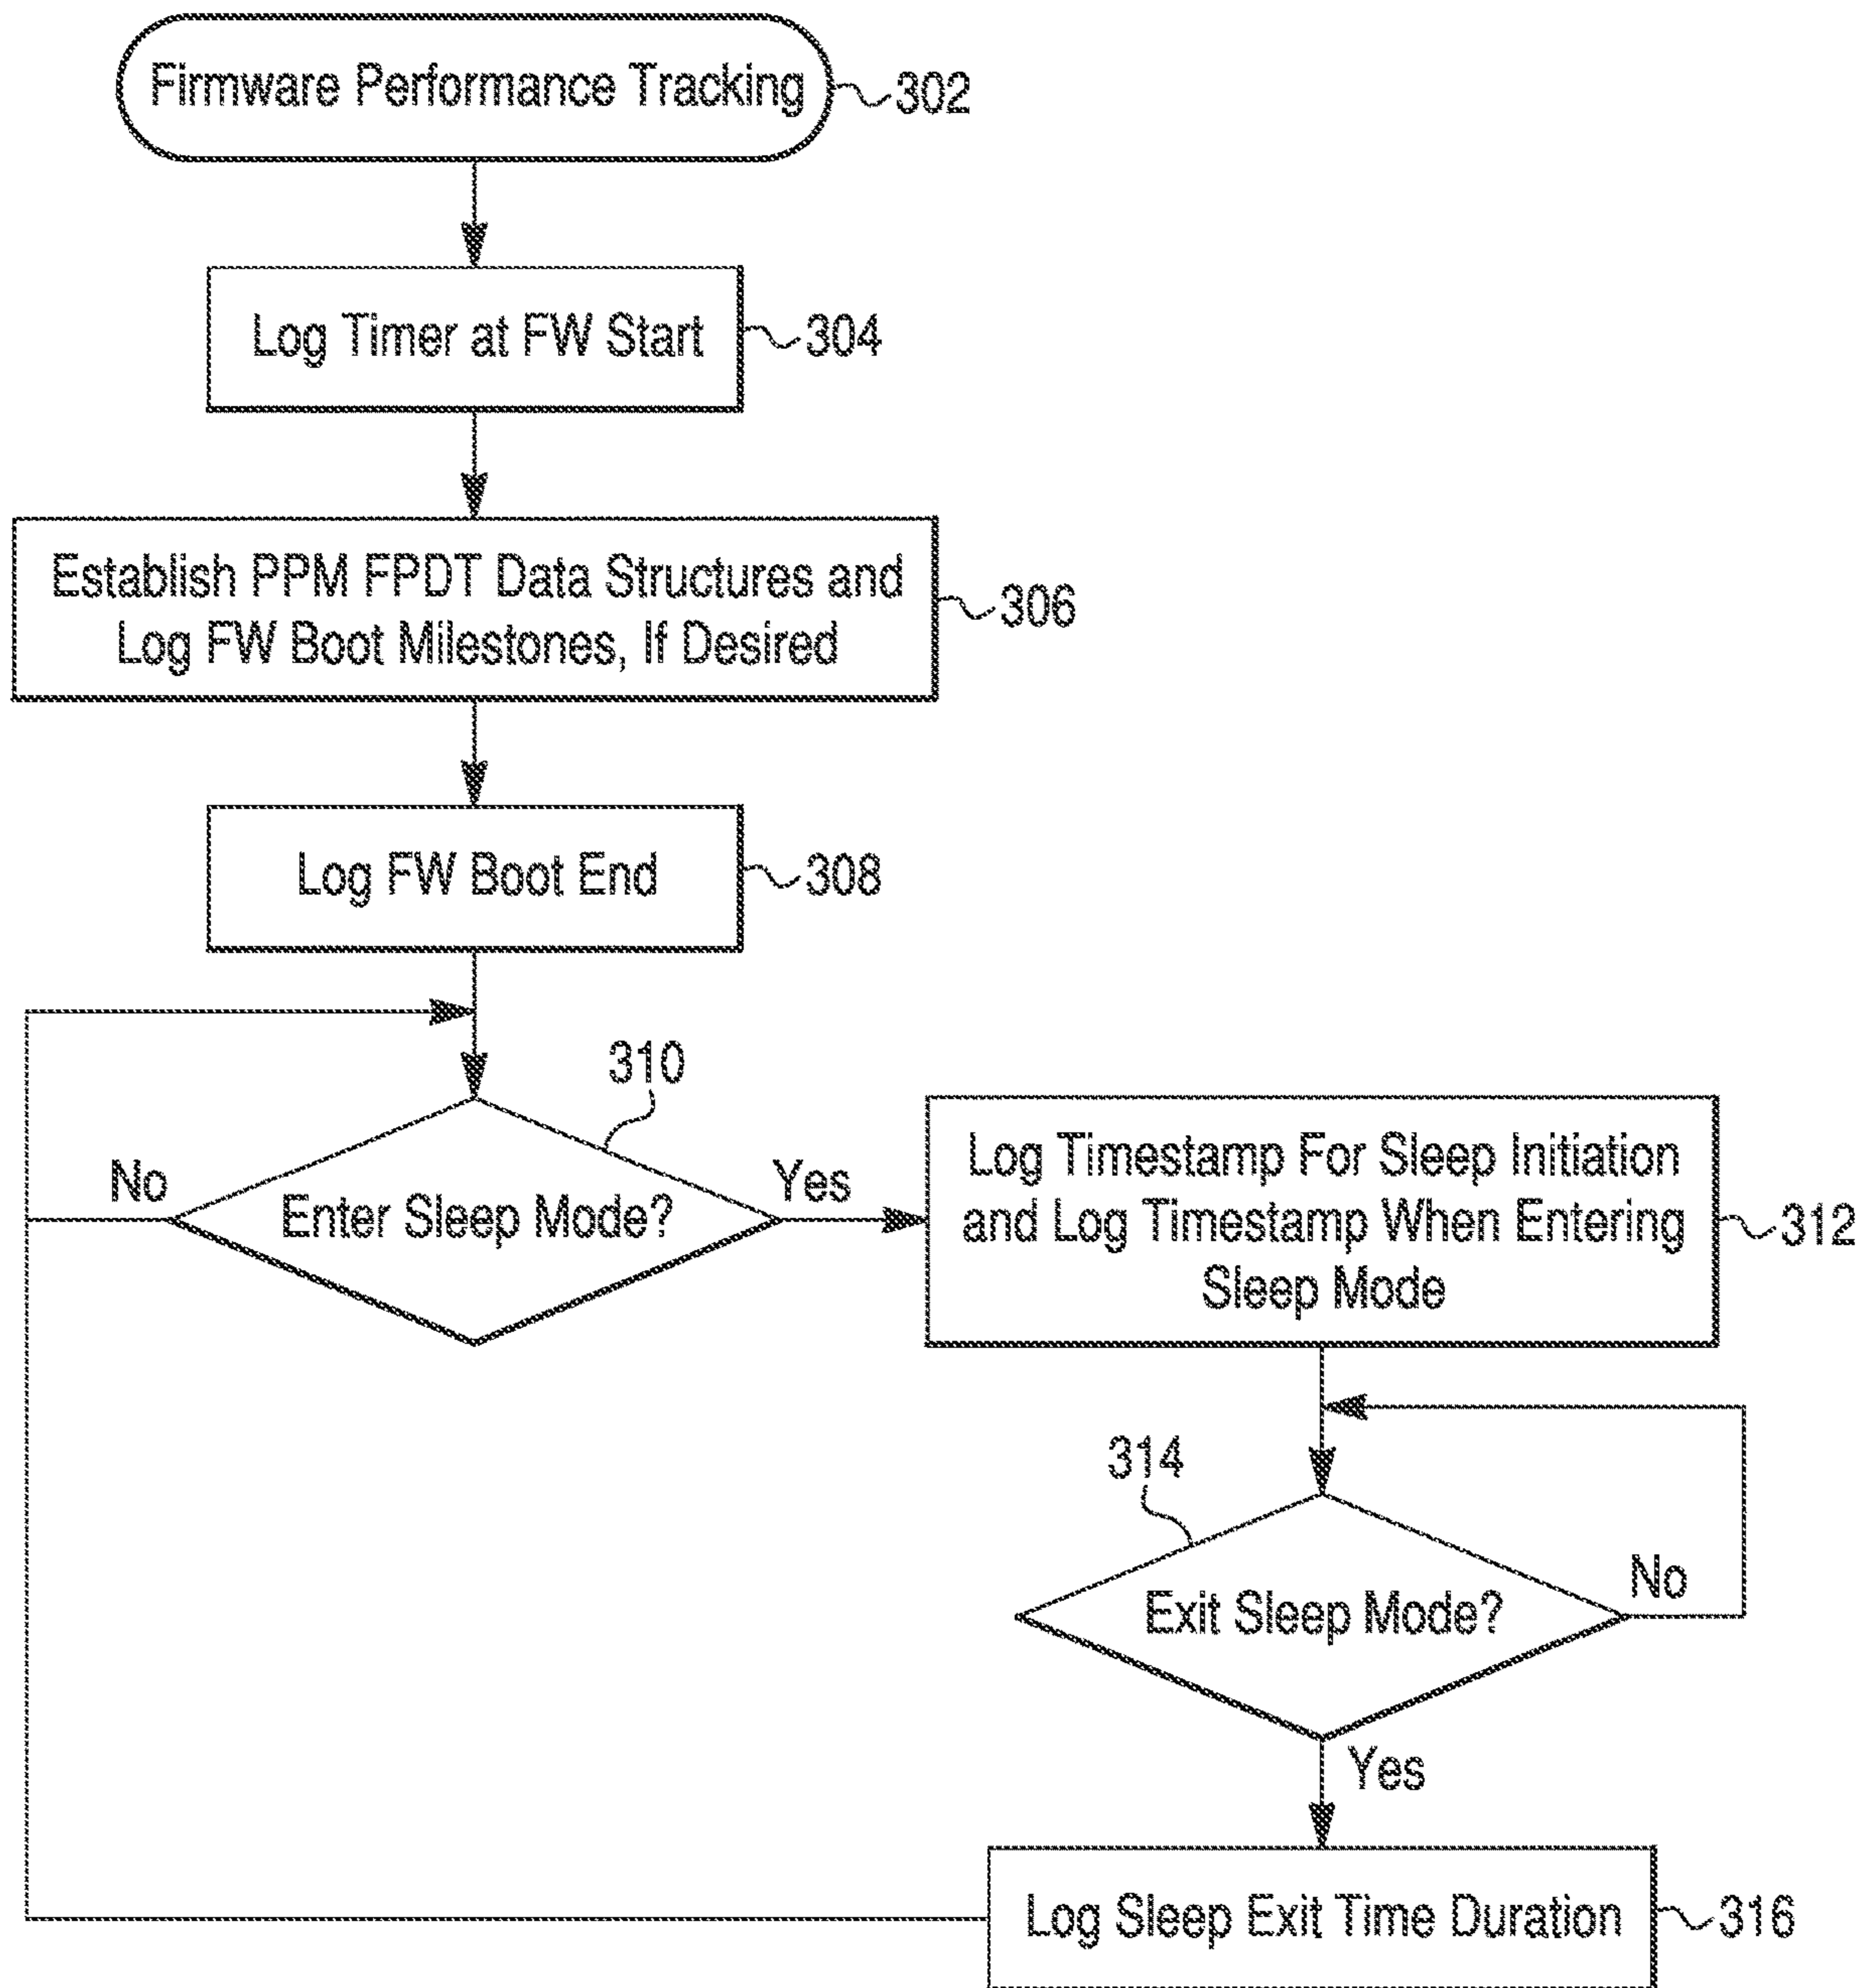 Firmware Performance Tracking
302
Log Timer at FW Start
304
Establish PPM FPDT Data Structures and
Log FW Boot Milestones, If Desired
306
Log FW Boot End
308
310
No
Enter Sleep Mode?
Yes
Log Timestamp For Sleep Initiation
and Log Timestamp When Entering
Sleep Mode
312
314
Exit Sleep Mode?
No
Yes
Log Sleep Exit Time Duration
316